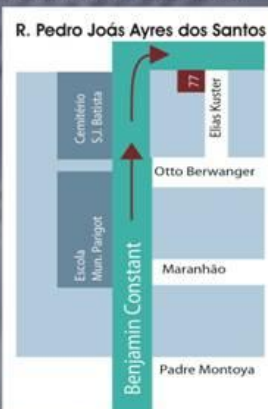 R. Pedro Joás Ayres dos Santos
Cemitério
S.J. Batista
77
Elias Kuster
Otto Berwanger
Escola
Mun. Parigot
Benjamin Constant
Maranhão
Padre Montoya